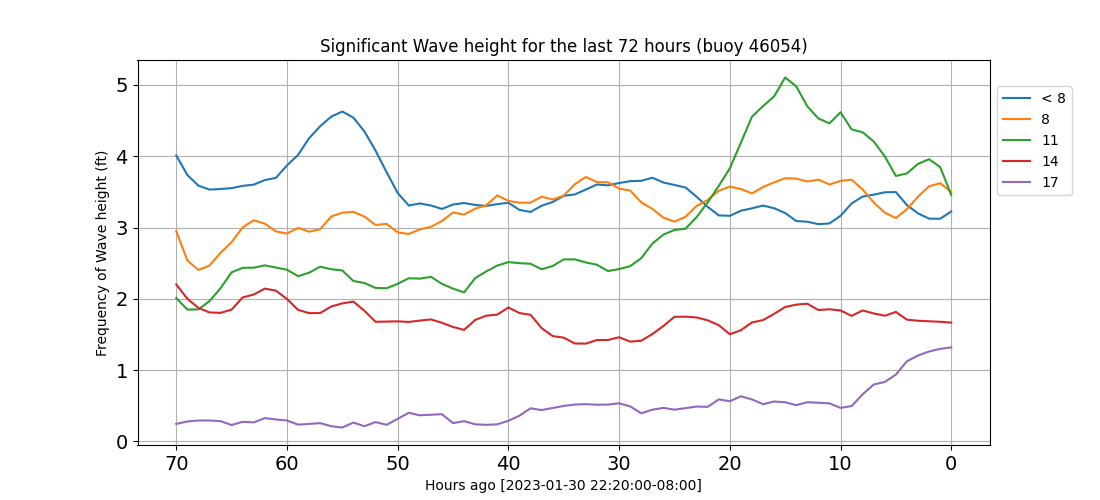 Significant Wave height for the last 72 hours (buoy 46054)
Frequency of Wave height (ft)
5
4
3
2
1
0
70 60 50 40 30 20 10 0
Hours ago [2023-01-30 22:20:00-08:00]
< 8
8
11
14
17